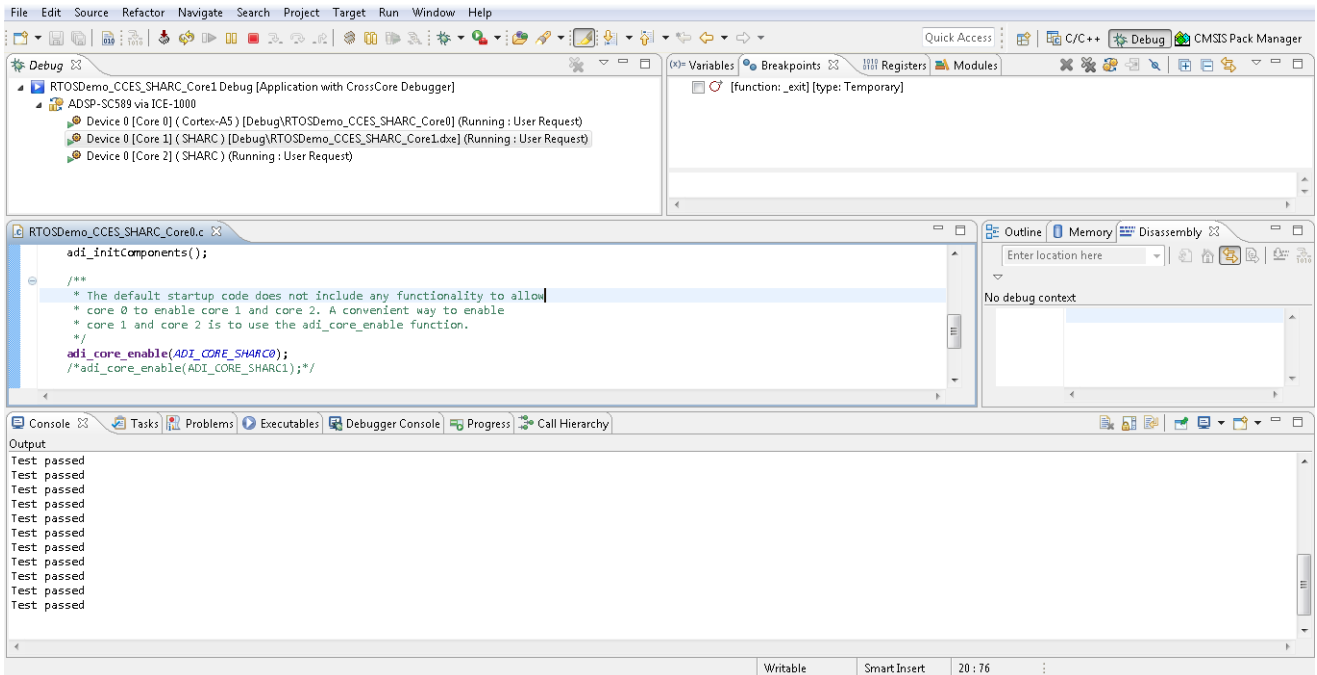 File Edit Source Refactor Navigate Search Project Target Run Window Help
Quick Access C/C++ Debug CMSIS Pack Manager
Debug
RTOSDemo_CCES_SHARC_Core1 Debug [Application with CrossCore Debugger]
ADSP-SC589 via ICE-1000
Device 0 [Core 0] ( Cortex-A5 ) [Debug\RTOSDemo_CCES_SHARC_Core0] (Running : User Request)
Device 0 [Core 1] ( SHARC ) [Debug\RTOSDemo_CCES_SHARC_Core1.dxe] (Running : User Request)
Device 0 [Core 2] ( SHARC ) (Running : User Request)
(x)= Variables Breakpoints Registers Modules
[function: _exit] [type: Temporary]
RTOSDemo_CCES_SHARC_Core0.c
adi_initComponents();
/**
* The default startup code does not include any functionality to allow
* core 0 to enable core 1 and core 2. A convenient way to enable
* core 1 and core 2 is to use the adi_core_enable function.
*/
adi_core_enable(ADI_CORE_SHARC0);
/*adi_core_enable(ADI_CORE_SHARC1);*/
Outline Memory Disassembly
Enter location here
No debug context
Console Tasks Problems Executables Debugger Console Progress Call Hierarchy
Output
Test passed
Test passed
Test passed
Test passed
Test passed
Test passed
Test passed
Test passed
Test passed
Test passed
Test passed
Writable Smart Insert 20 : 76